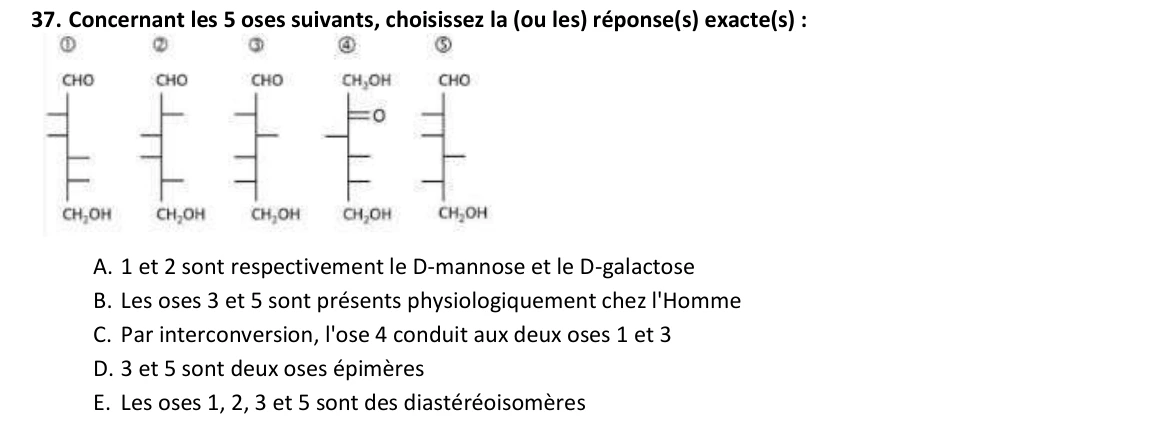 37. Concernant les 5 oses suivants, choisissez la (ou les) réponse(s) exacte(s) :
① ② ③ ④ ⑤
CHO CHO CHO CH₂OH CHO
O
CH₂OH CH₂OH CH₂OH CH₂OH CH₂OH
A. 1 et 2 sont respectivement le D-mannose et le D-galactose
B. Les oses 3 et 5 sont présents physiologiquement chez l'Homme
C. Par interconversion, l'ose 4 conduit aux deux oses 1 et 3
D. 3 et 5 sont deux oses épimères
E. Les oses 1, 2, 3 et 5 sont des diastéréoisomères